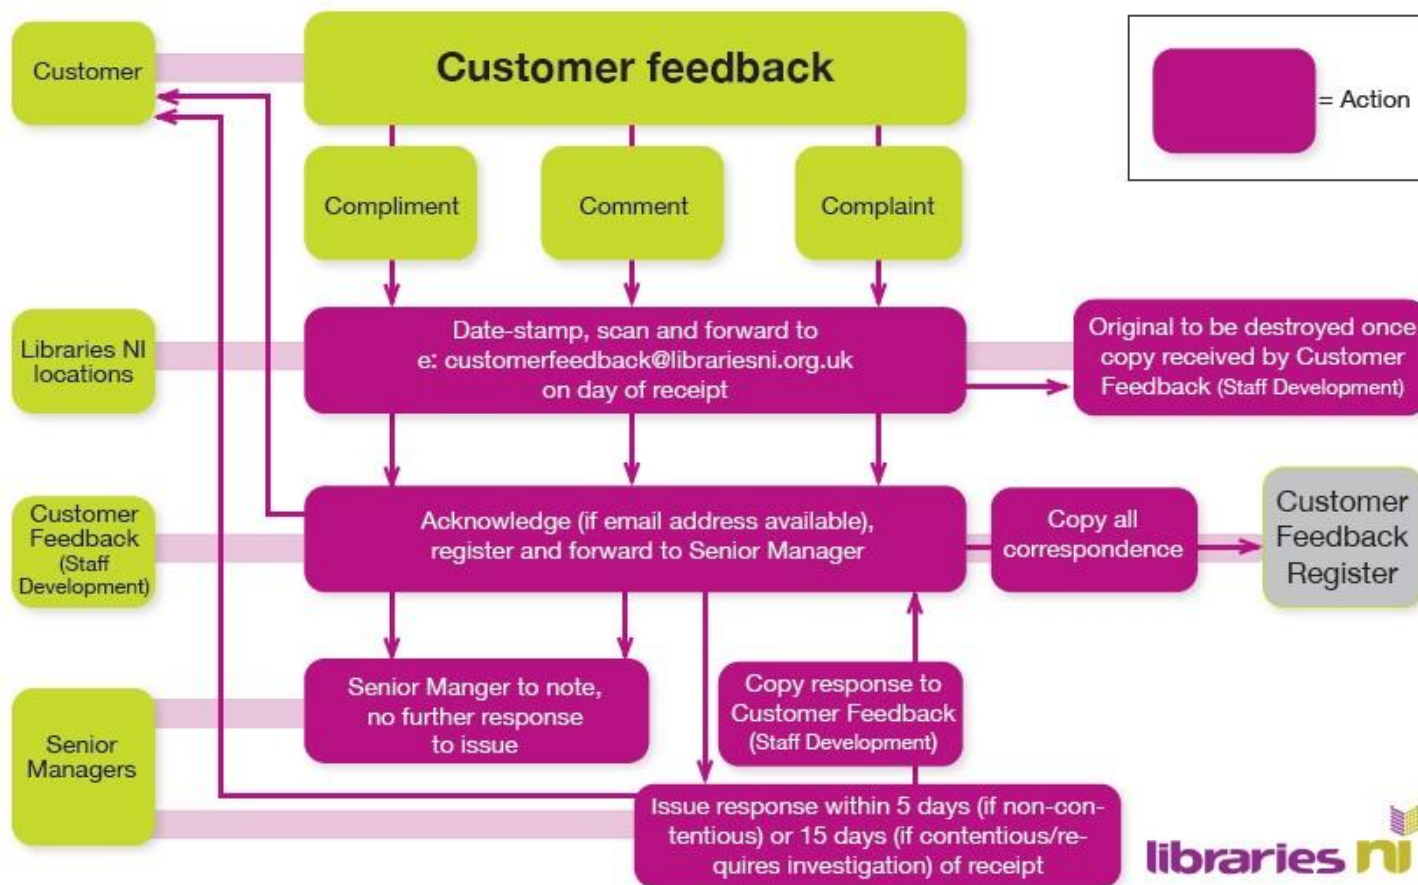 Customer
Customer feedback
= Action
Compliment
Comment
Complaint
Libraries NI
locations
Date-stamp, scan and forward to
e: customerfeedback@librariesni.org.uk
on day of receipt
Original to be destroyed once
copy received by Customer
Feedback (Staff Development)
Customer
Feedback
(Staff
Development)
Acknowledge (if email address available),
register and forward to Senior Manager
Copy all
correspondence
Customer
Feedback
Register
Senior
Managers
Senior Manger to note,
no further response
to issue
Copy response to
Customer Feedback
(Staff Development)
Issue response within 5 days (if non-con-
tentious) or 15 days (if contentious/re-
quires investigation) of receipt
libraries ni